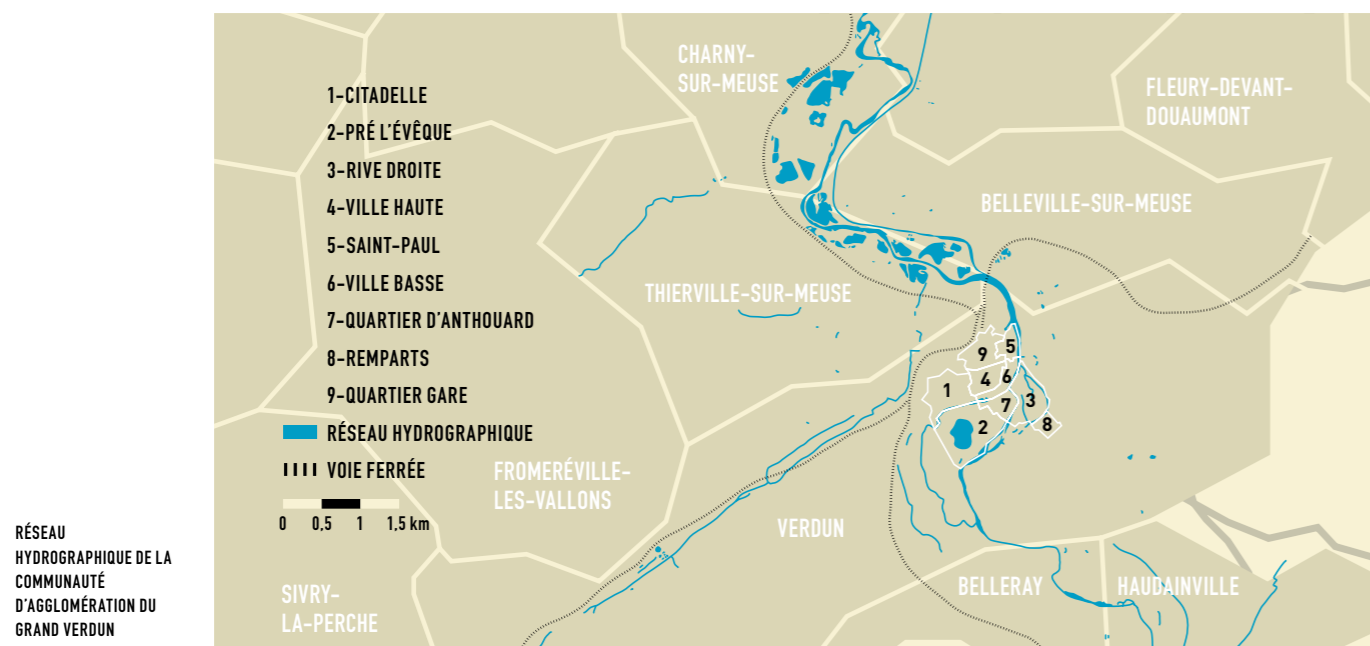 RÉSEAU
HYDROGRAPHIQUE DE LA
COMMUNAUTÉ
D'AGGLOMÉRATION DU
GRAND VERDUN
1-CITADELLE
2-PRÉ L'ÉVÊQUE
3-RIVE DROITE
4-VILLE HAUTE
5-SAINT-PAUL
6-VILLE BASSE
7-QUARTIER D'ANTHOUARD
8-REMPARTS
9-QUARTIER GARE
RÉSEAU HYDROGRAPHIQUE
VOIE FERRÉE
0 0,5 1 1,5 km
CHARNY-
SUR-MEUSE
FLEURY-DEVANT-
DOUAUMONT
BELLEVILLE-SUR-MEUSE
THIERVILLE-SUR-MEUSE
5
9
4
6
1
7
3
2
8
FROMERÉVILLE-
LES-VALLONS
VERDUN
BELLERAY
HAUDAINVILLE
SIVRY-
LA-PERCHE